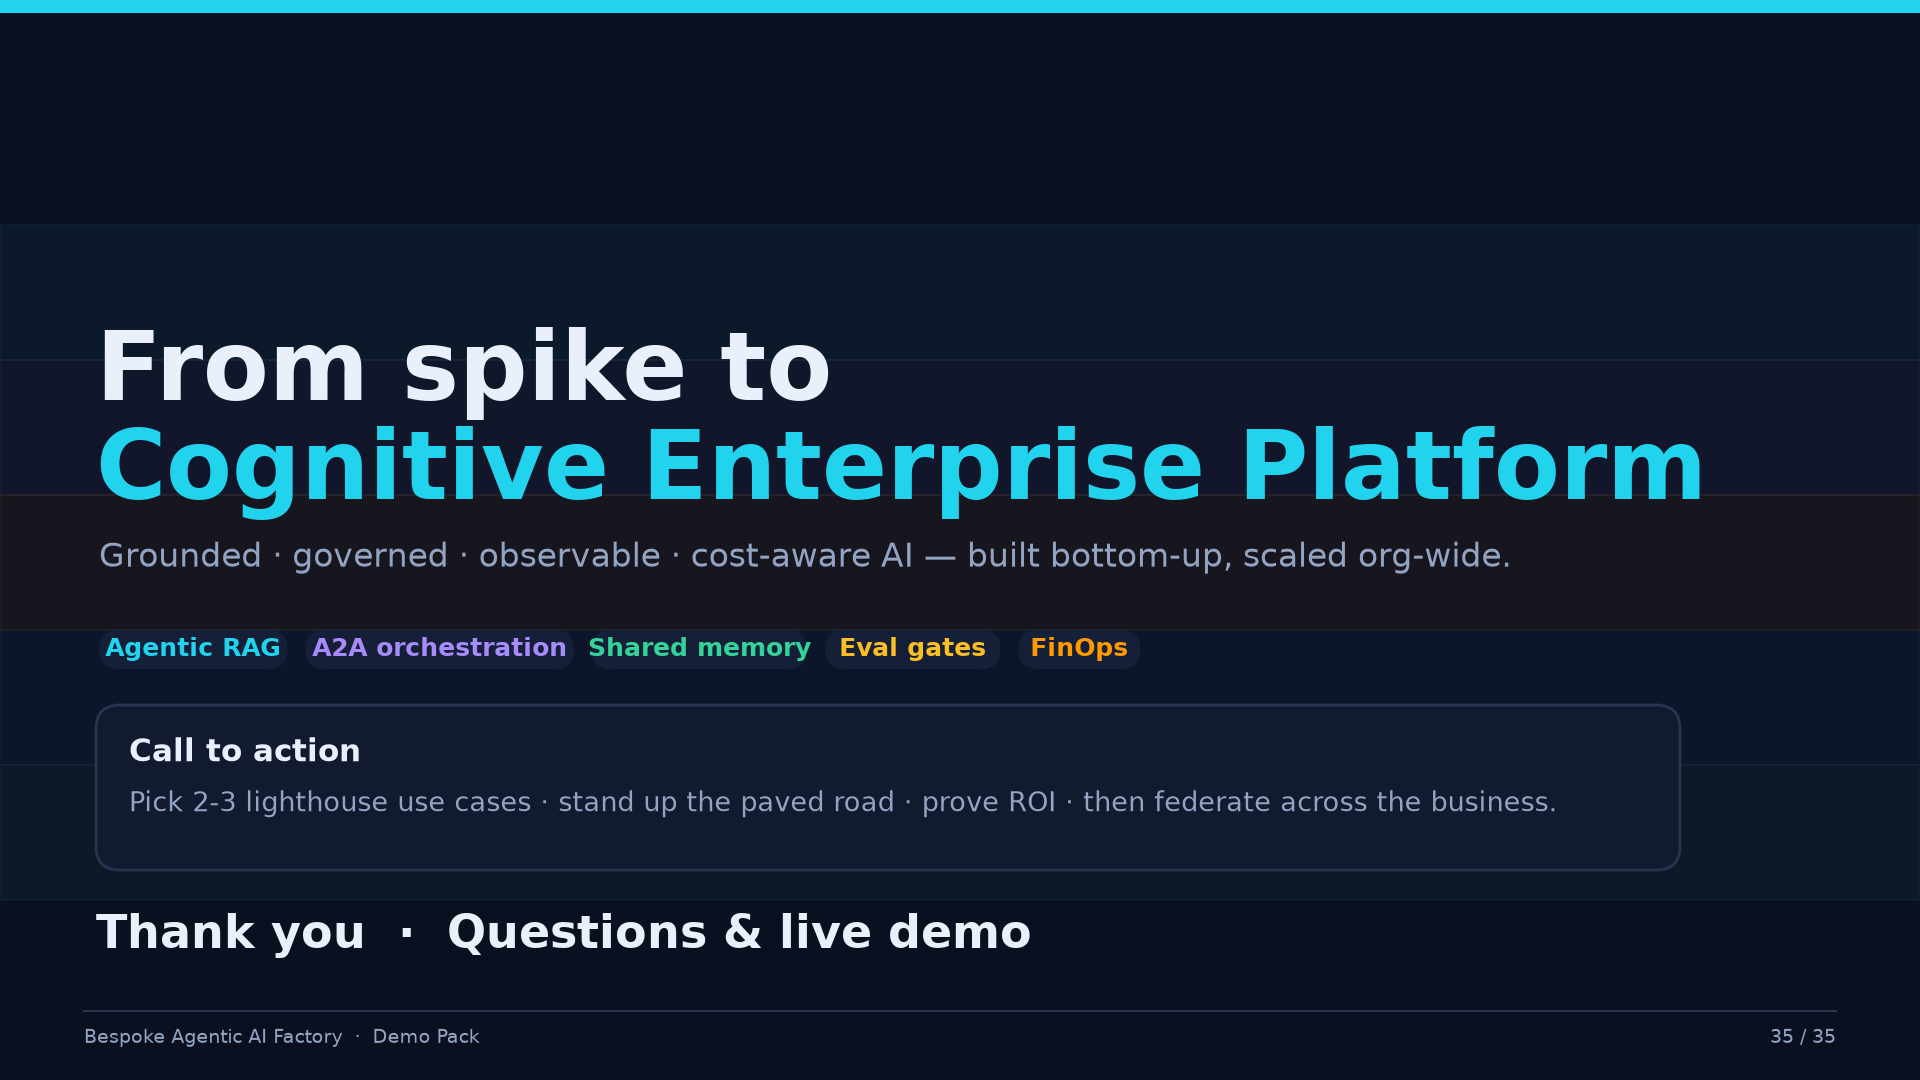 From spike to
Cognitive Enterprise Platform
Grounded · governed · observable · cost-aware AI — built bottom-up, scaled org-wide.
Agentic RAG A2A orchestration Shared memory Eval gates FinOps
Call to action
Pick 2-3 lighthouse use cases · stand up the paved road · prove ROI · then federate across the business.
Thank you · Questions & live demo
Bespoke Agentic AI Factory · Demo Pack 35 / 35